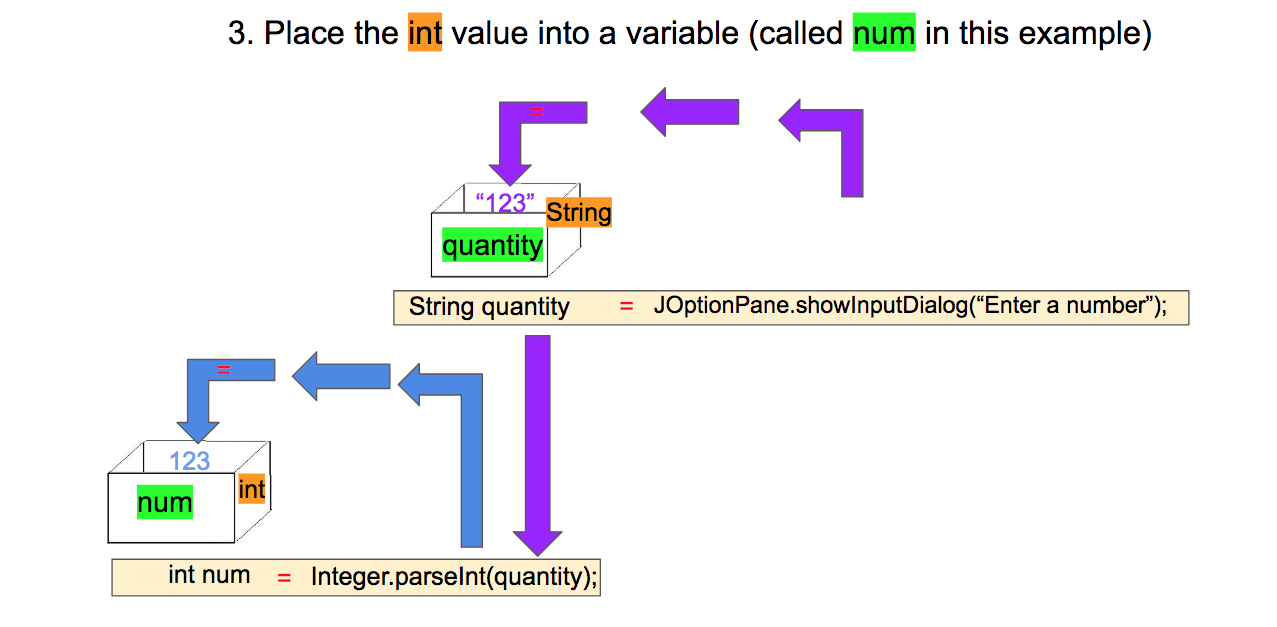 3. Place the int value into a variable (called num in this example)
=
“123”
String
quantity
String quantity = JOptionPane.showInputDialog(“Enter a number”);
=
123
int
num
int num = Integer.parseInt(quantity);